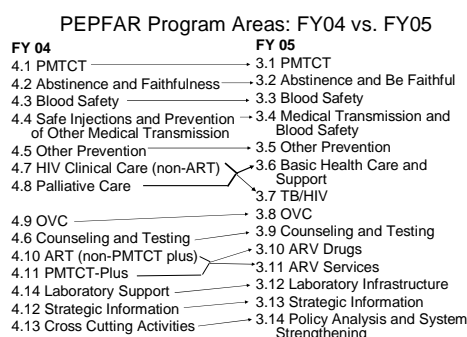 PEPFAR Program Areas: FY04 vs. FY05
FY 04
4.1 PMTCT
4.2 Abstinence and Faithfulness
4.3 Blood Safety
4.4 Safe Injections and Prevention
of Other Medical Transmission
4.5 Other Prevention
4.7 HIV Clinical Care (non-ART)
4.8 Palliative Care
4.9 OVC
4.6 Counseling and Testing
4.10 ART (non-PMTCT plus)
4.11 PMTCT-Plus
4.14 Laboratory Support
4.12 Strategic Information
4.13 Cross Cutting Activities
FY 05
3.1 PMTCT
3.2 Abstinence and Be Faithful
3.3 Blood Safety
3.4 Medical Transmission and
Blood Safety
3.5 Other Prevention
3.6 Basic Health Care and
Support
3.7 TB/HIV
3.8 OVC
3.9 Counseling and Testing
3.10 ARV Drugs
3.11 ARV Services
3.12 Laboratory Infrastructure
3.13 Strategic Information
3.14 Policy Analysis and System
Strengthening